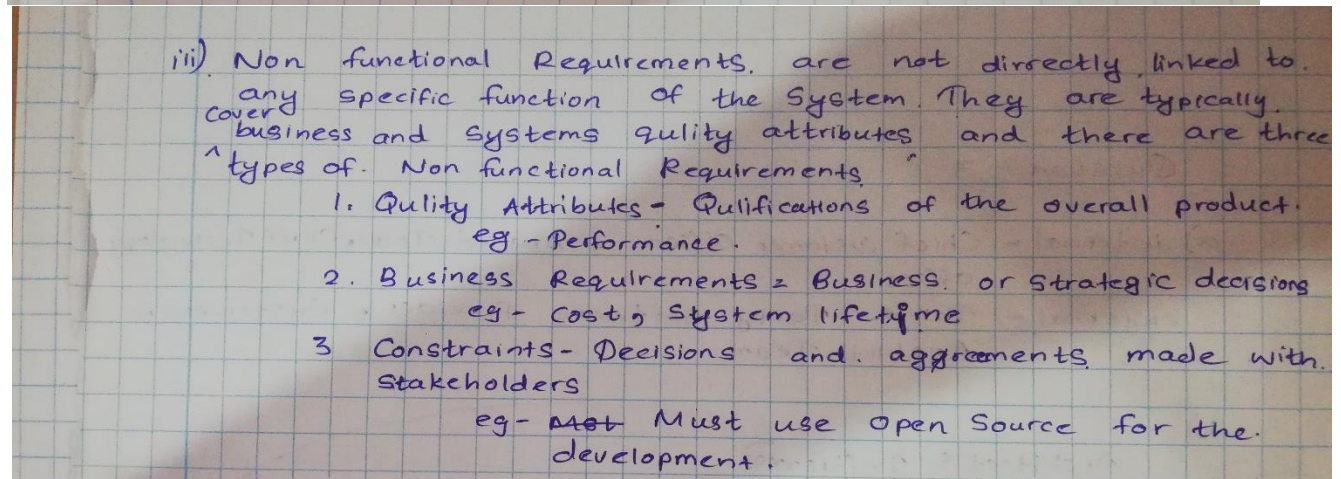 iii) Non functional Requirements. are not dirrectly linked to.
any specific function of the System. They are typically.
cover
business and Systems qulity attributes and there are three
^ types of. Non functional Requirements.
1. Qulity Attributes - Qulifications of the overall product.
eg - Performance.
2. Business Requirements = Business. or Strategic decisions
eg - Cost, System lifetime
3 Constraints - Decisions and. aggreements made with.
Stakeholders
eg - Must use Open Source for the.
development.